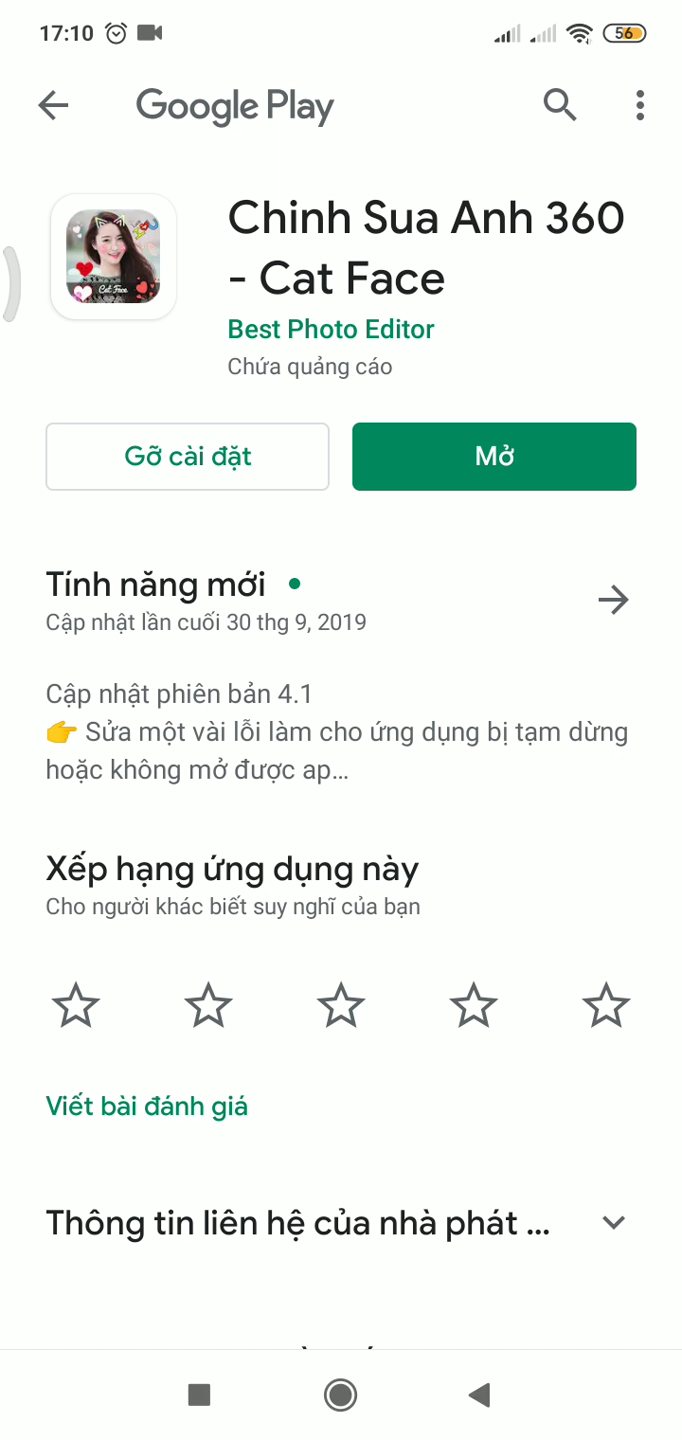 17:10
56
Google Play
Chinh Sua Anh 360
- Cat Face
Cat Face
Best Photo Editor
Chứa quảng cáo
Gỡ cài đặt
Mở
Tính năng mới
Cập nhật lần cuối 30 thg 9, 2019
Cập nhật phiên bản 4.1
👉 Sửa một vài lỗi làm cho ứng dụng bị tạm dừng
hoặc không mở được ap...
Xếp hạng ứng dụng này
Cho người khác biết suy nghĩ của bạn
Viết bài đánh giá
Thông tin liên hệ của nhà phát ...